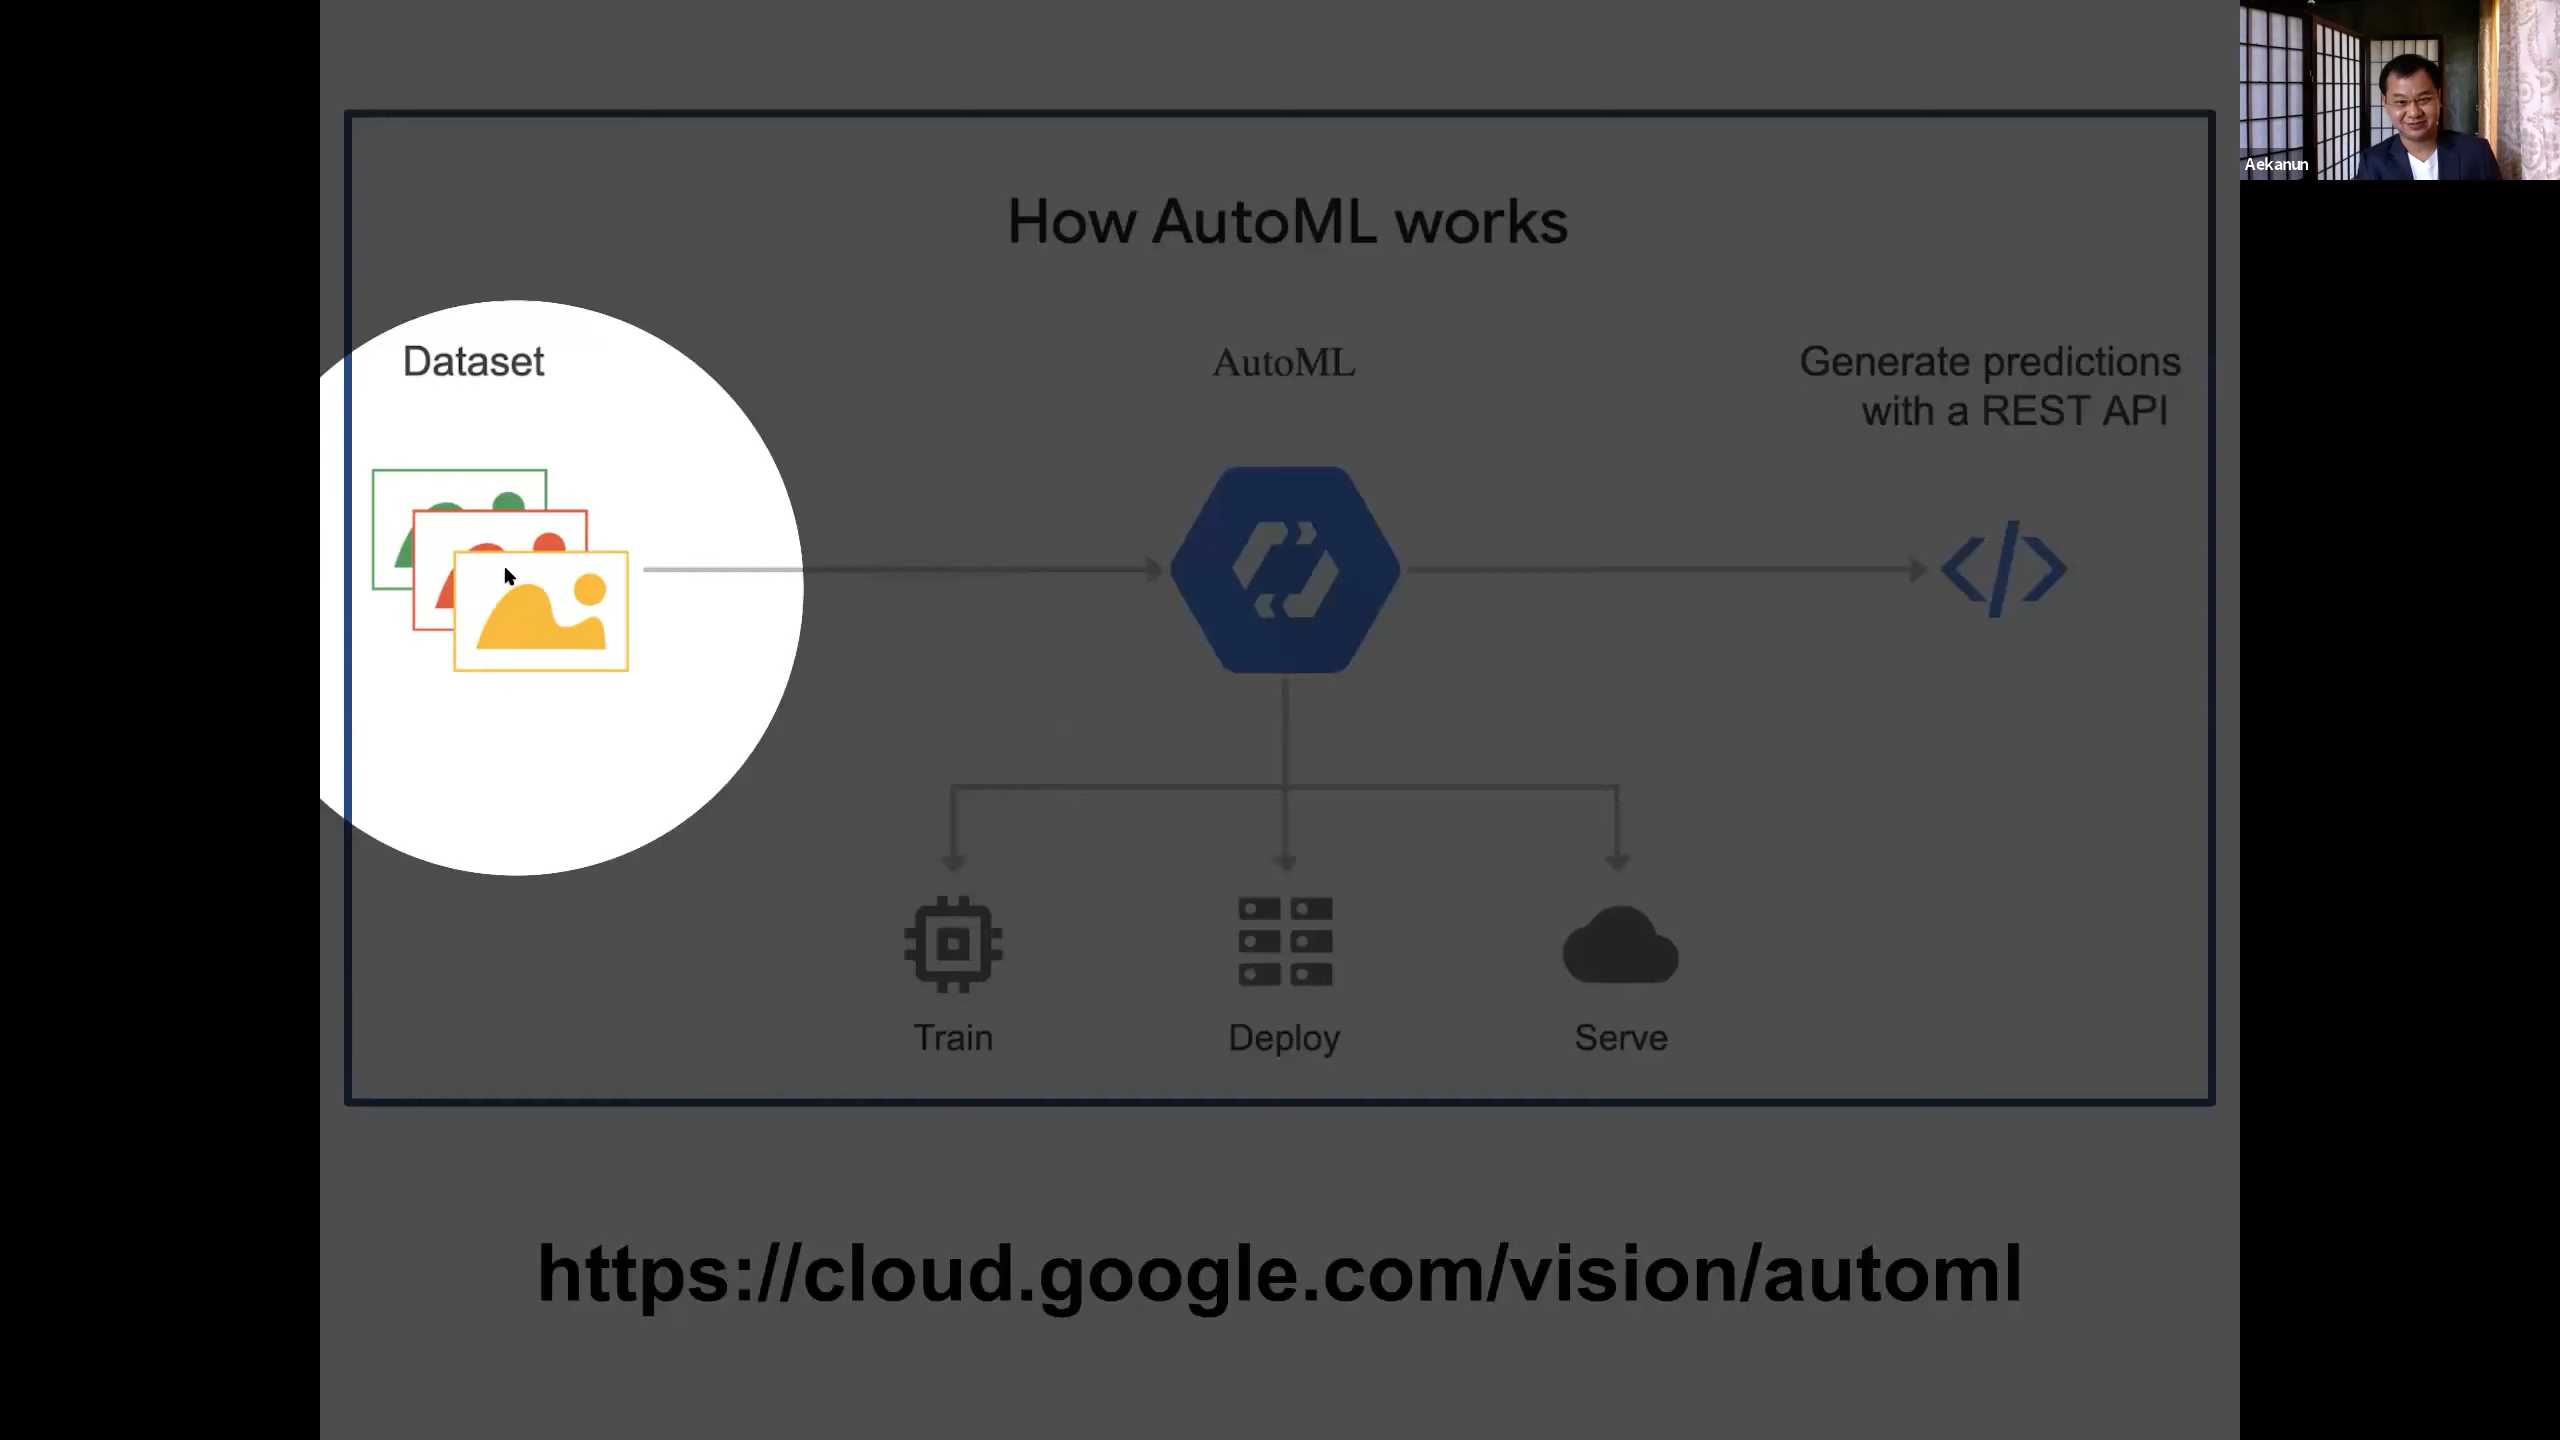 Aekanun
How AutoML works
Dataset
AutoML
Generate predictions
with a REST API
Train
Deploy
Serve
https://cloud.google.com/vision/automl